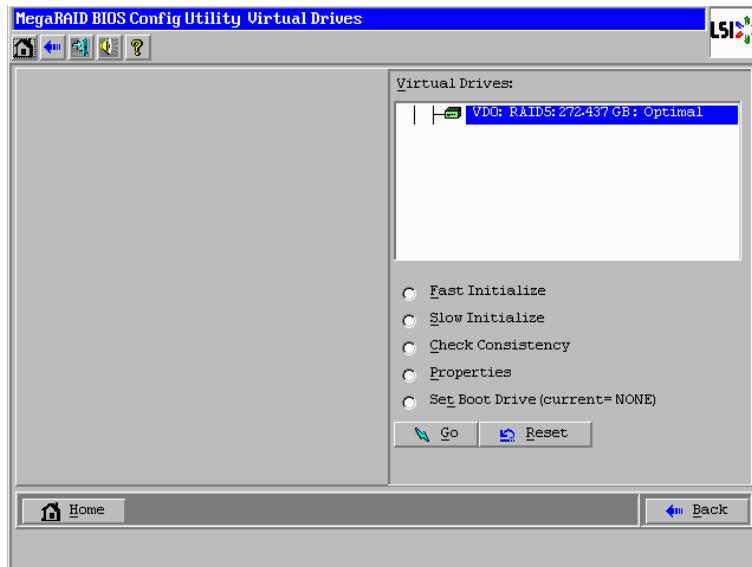 MegaRAID BIOS Config Utility Virtual Drives
LSI
Virtual Drives:
VD0: RAID5: 272.437 GB: Optimal
Fast Initialize
Slow Initialize
Check Consistency
Properties
Set Boot Drive (current= NONE)
Go
Reset
Home
Back